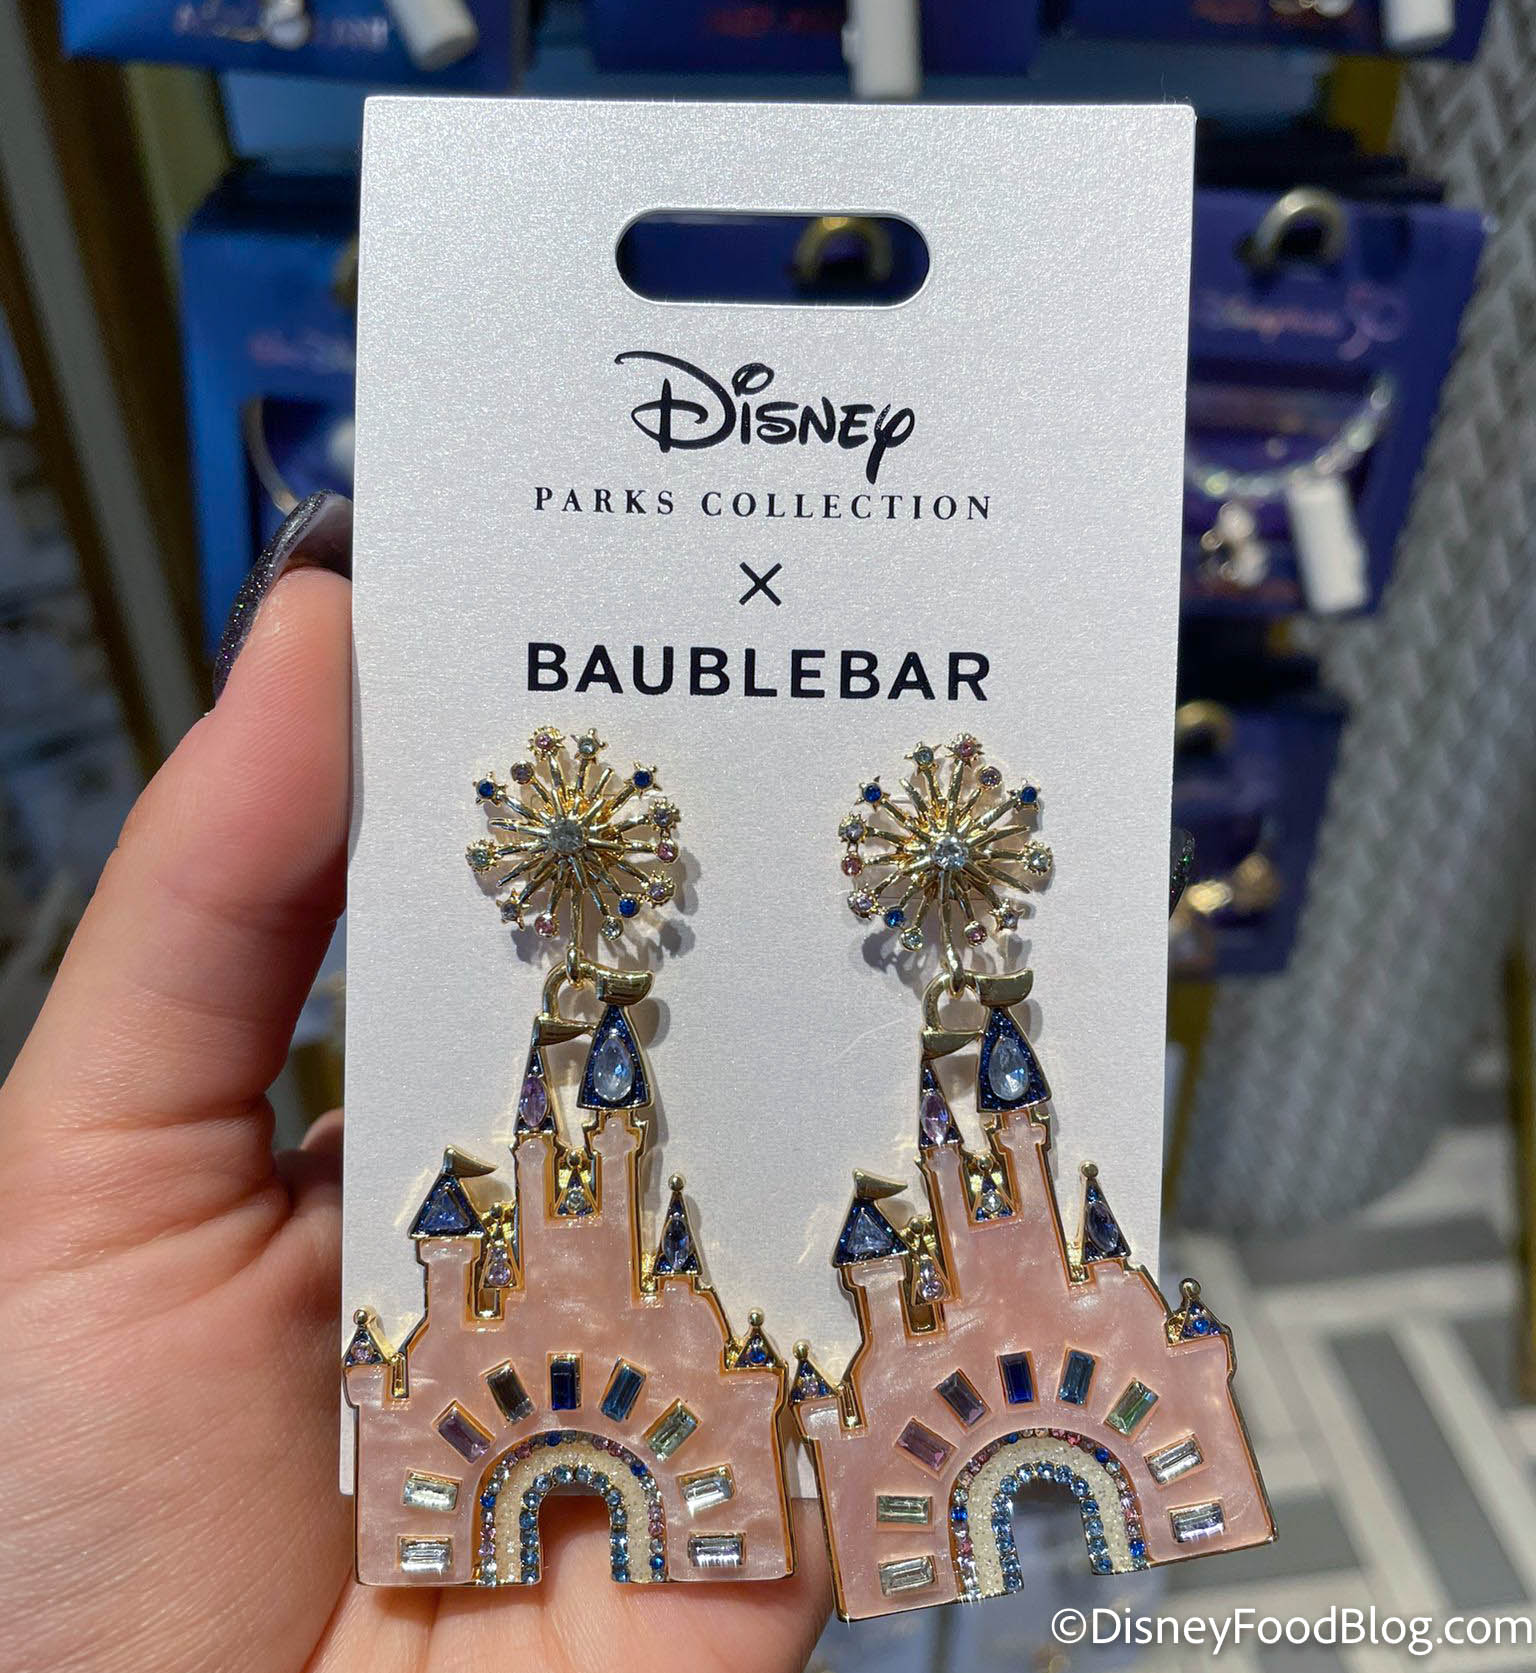 Disney
PARKS COLLECTION
×
BAUBLEBAR
©DisneyFoodBlog.com